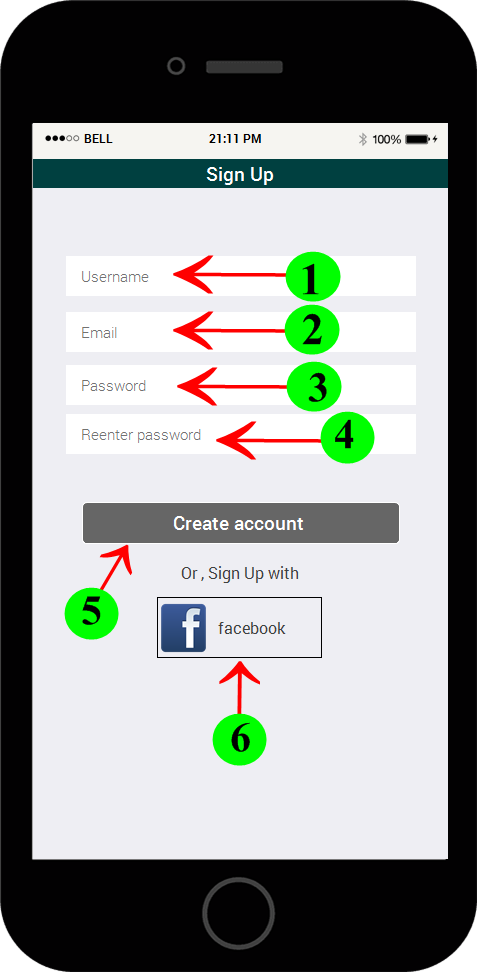 BELL 21:11 PM 100%
Sign Up
Username 1
Email 2
Password 3
Reenter password 4
Create account
Or , Sign Up with
5
f facebook
6